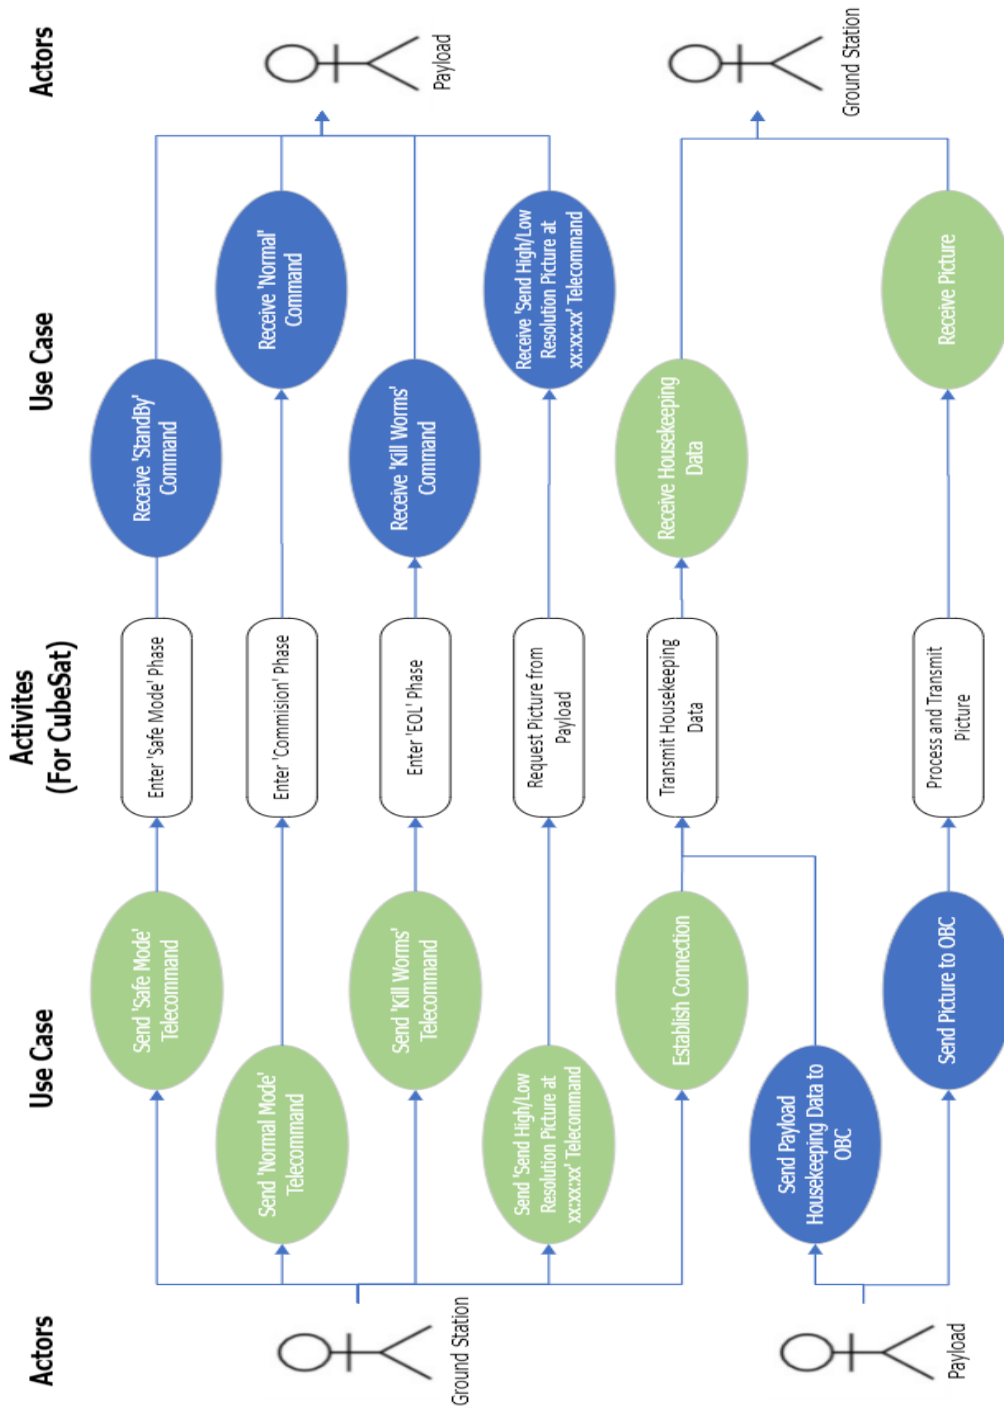 Actors
Use Case
Activites
(For CubeSat)
Use Case
Actors
Ground Station
Send 'Safe Mode'
Telecommand
Send 'Normal Mode'
Telecommand
Send 'Kill Worms'
Telecommand
Send 'Send High/Low
Resolution Picture at
xx:xx:xx' Telecommand
Establish Connection
Payload
Send Payload
Housekeeping Data to
OBC
Send Picture to OBC
Enter 'Safe Mode' Phase
Enter 'Commision' Phase
Enter 'EOL' Phase
Request Picture from
Payload
Transmit Housekeeping
Data
Process and Transmit
Picture
Receive 'StandBy'
Command
Receive 'Normal'
Command
Receive 'Kill Worms'
Command
Receive 'Send High/Low
Resolution Picture at
xx:xx:xx' Telecommand
Receive Housekeeping
Data
Receive Picture
Payload
Ground Station